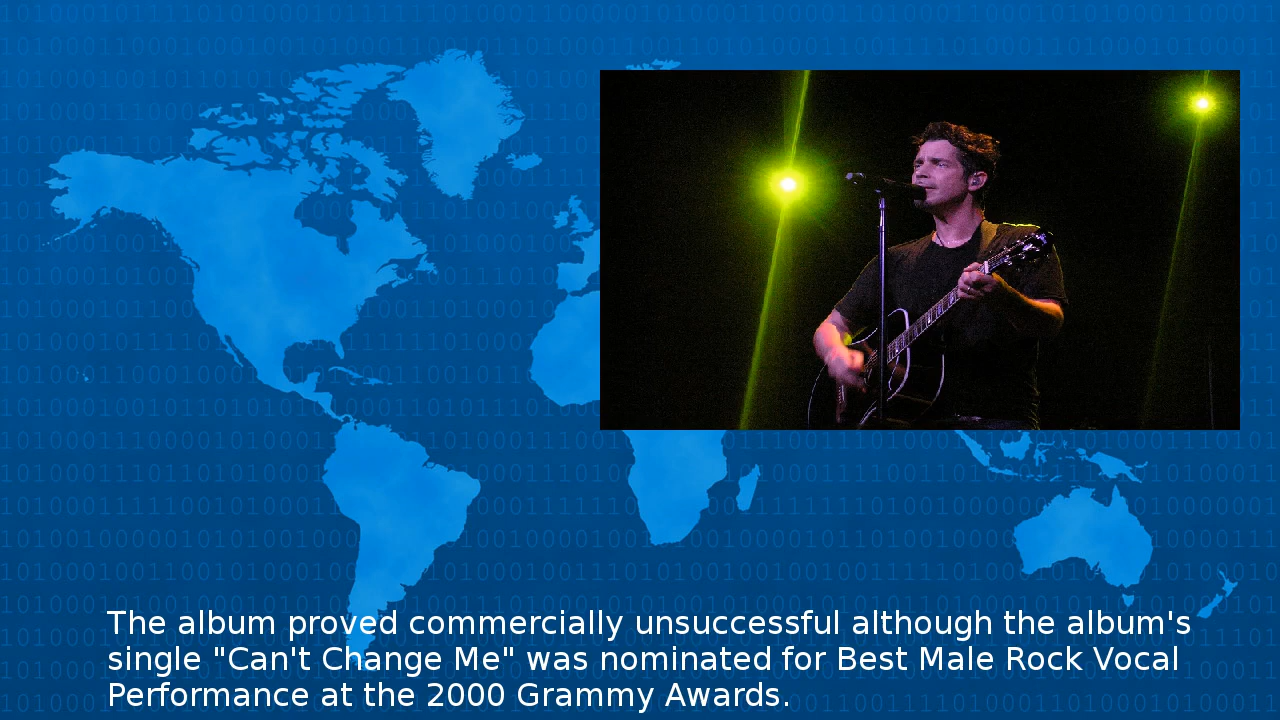 The album proved commercially unsuccessful although the album's
single "Can't Change Me" was nominated for Best Male Rock Vocal
Performance at the 2000 Grammy Awards.